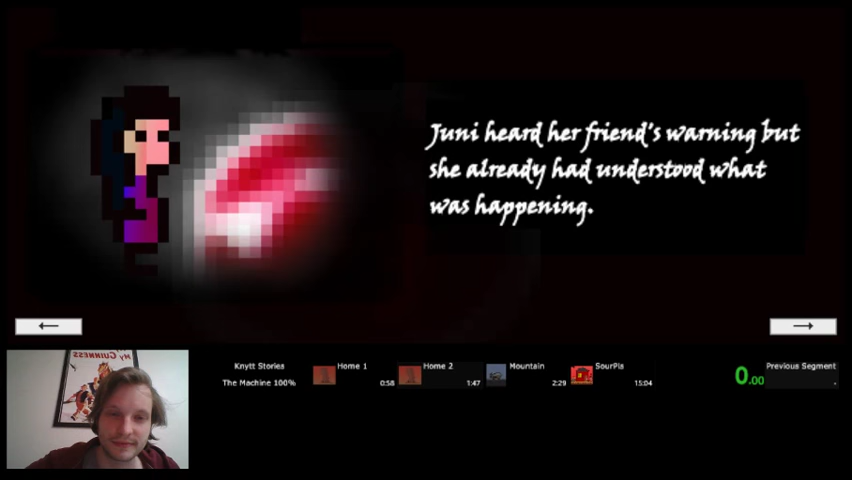 Juni heard her friend's warning but
she already had understood what
was happening.
Knytt Stories
The Machine 100%
Home 1
0:58
Home 2
1:47
Mountain
2:29
SourPla
15:04
0.00
Previous Segment
MY GUINNESS